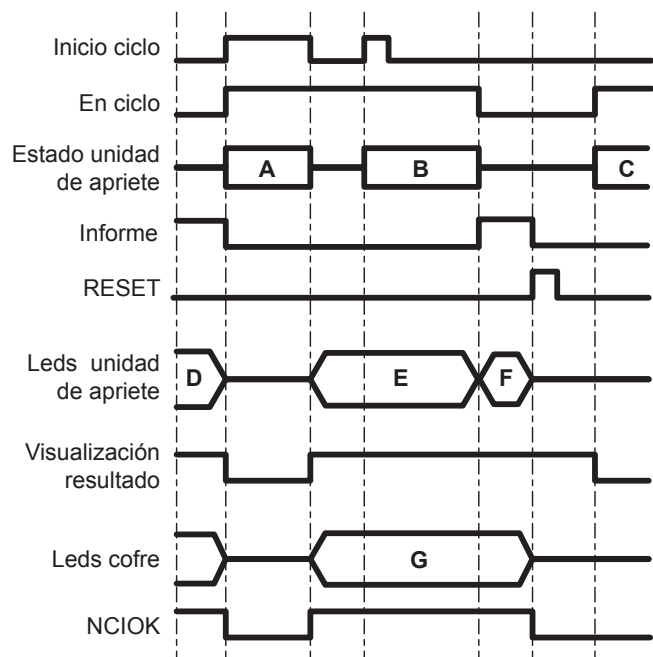 Inicio ciclo
En ciclo
Estado unidad
de apriete
A
B
C
Informe
RESET
Leds unidad
de apriete
D
E
F
Visualización
resultado
Leds cofre
G
NCIOK